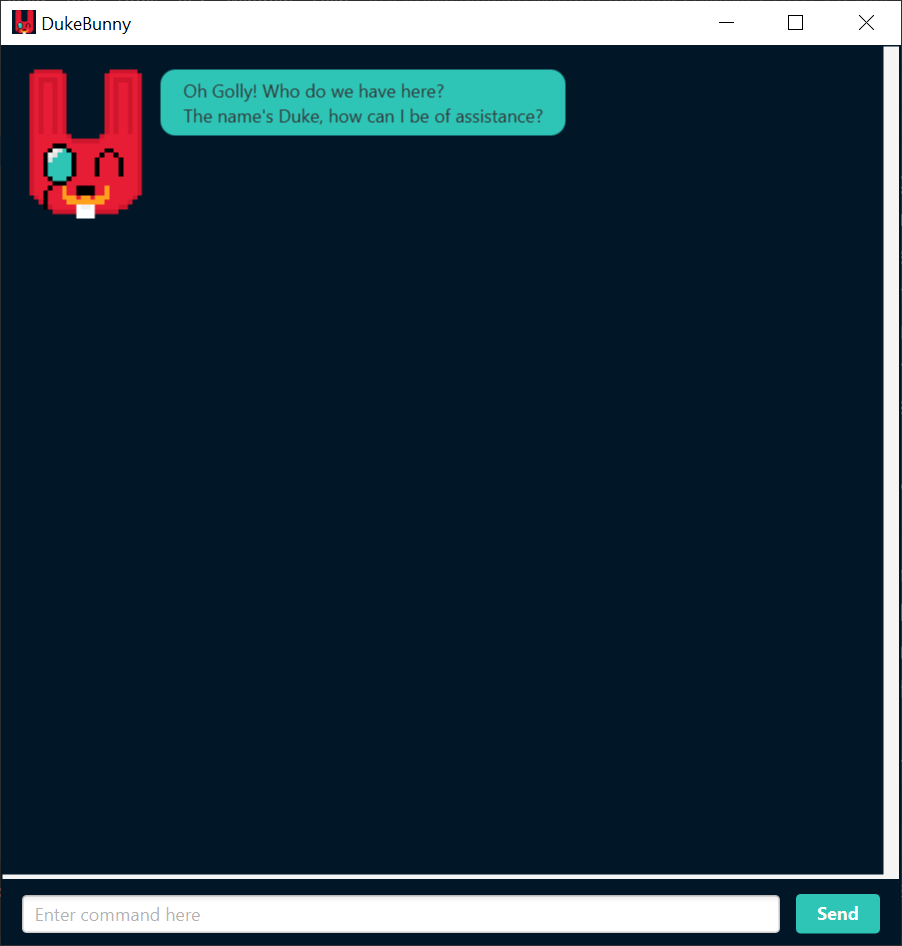 DukeBunny
Oh Golly! Who do we have here?
The name's Duke, how can I be of assistance?
Enter command here
Send